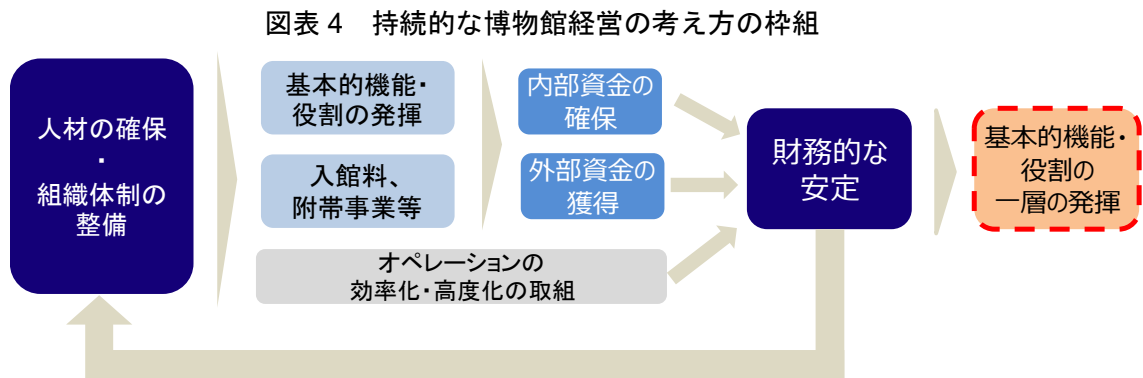 図表 4　持続的な博物館経営の考え方の枠組
人材の確保
・
組織体制の
整備
基本的機能・
役割の発揮
入館料、
附帯事業等
オペレーションの
効率化・高度化の取組
内部資金の
確保
外部資金の
獲得
財務的な
安定
基本的機能・
役割の
一層の発揮